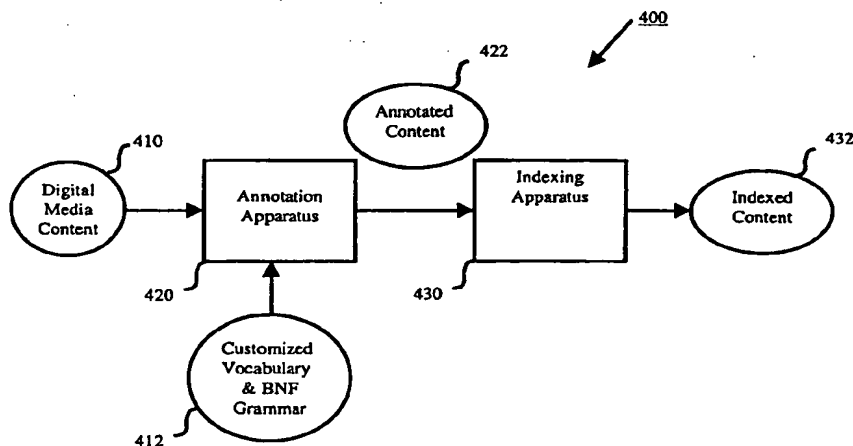 400
422
Annotated
Content
410
432
Digital
Media
Content
Annotation
Apparatus
Indexing
Apparatus
Indexed
Content
420
430
Customized
Vocabulary
& BNF
Grammar
412